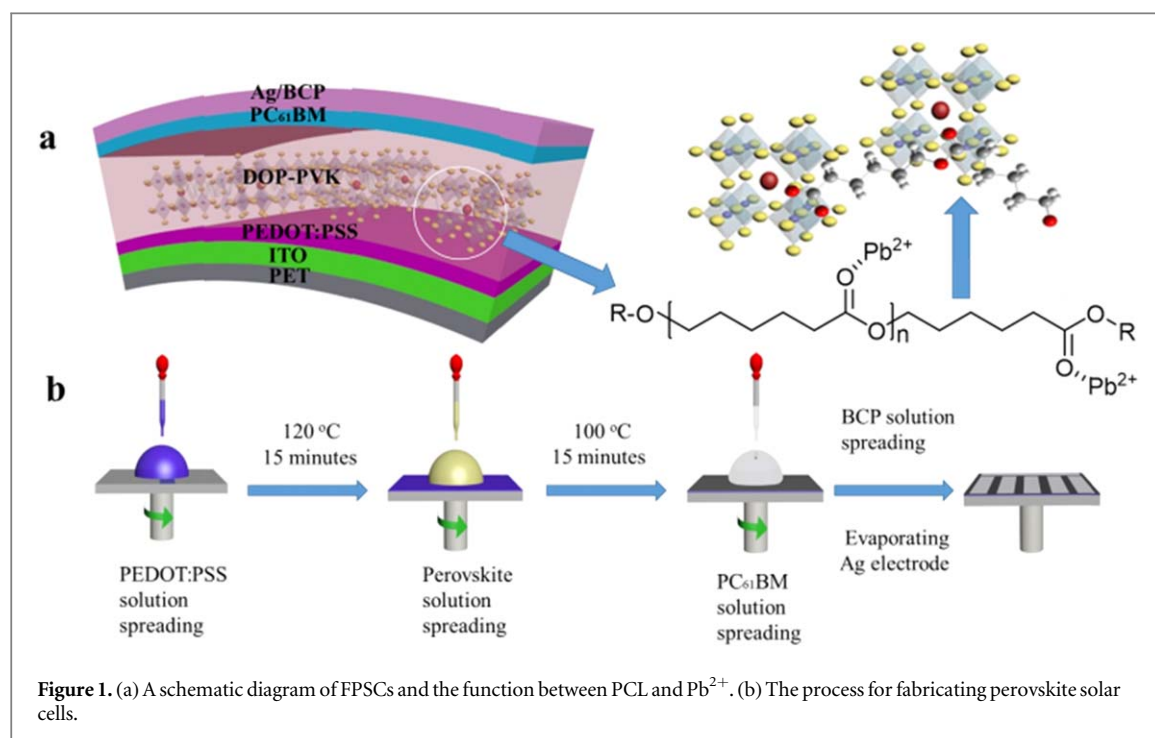 a
Ag/BCP
PC₆₁BM
DOP-PVK
PEDOT:PSS
ITO
PET
R-O
O
n
O
Pb²⁺
O
R
O
Pb²⁺
b
120 °C
15 minutes
100 °C
15 minutes
BCP solution
spreading
Evaporating
Ag electrode
PEDOT:PSS
solution
spreading
Perovskite
solution
spreading
PC₆₁BM
solution
spreading
Figure 1. (a) A schematic diagram of FPSCs and the function between PCL and Pb²⁺. (b) The process for fabricating perovskite solar
cells.